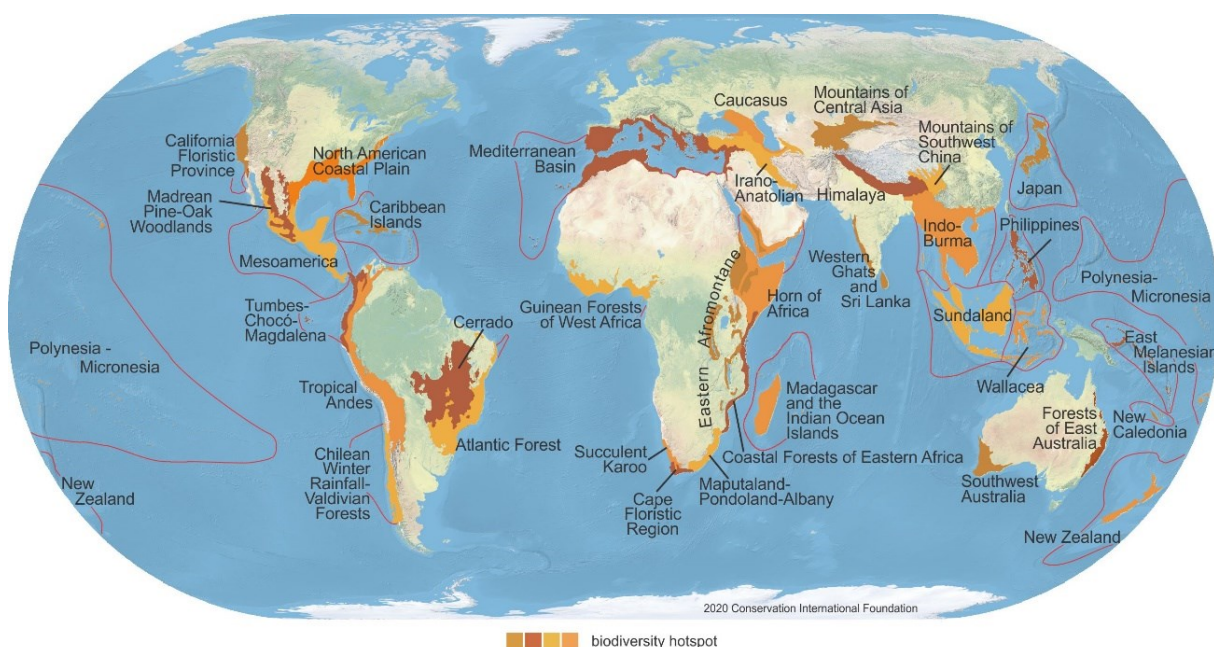 California
Floristic
Province
North American
Coastal Plain
Madrean
Pine-Oak
Woodlands
Caribbean
Islands
Mesoamerica
Tumbes-
Chocó-
Magdalena
Cerrado
Polynesia -
Micronesia
Tropical
Andes
Atlantic Forest
Chilean
Winter
Rainfall-
Valdivian
Forests
New
Zealand
Mediterranean
Basin
Caucasus
Mountains of
Central Asia
Mountains of
Southwest
China
Irano-
Anatolian
Himalaya
Japan
Indo-
Burma
Philippines
Western
Ghats
and
Sri Lanka
Guinean Forests
of West Africa
Horn of
Africa
Eastern Afromontane
Polynesia-
Micronesia
Sundaland
East
Melanesian
Islands
Wallacea
Madagascar
and the
Indian Ocean
Islands
Forests
of East
Australia
New
Caledonia
Succulent
Karoo
Coastal Forests of Eastern Africa
Cape
Floristic
Region
Maputaland-
Pondoland-Albany
Southwest
Australia
New Zealand
2020 Conservation International Foundation
biodiversity hotspot